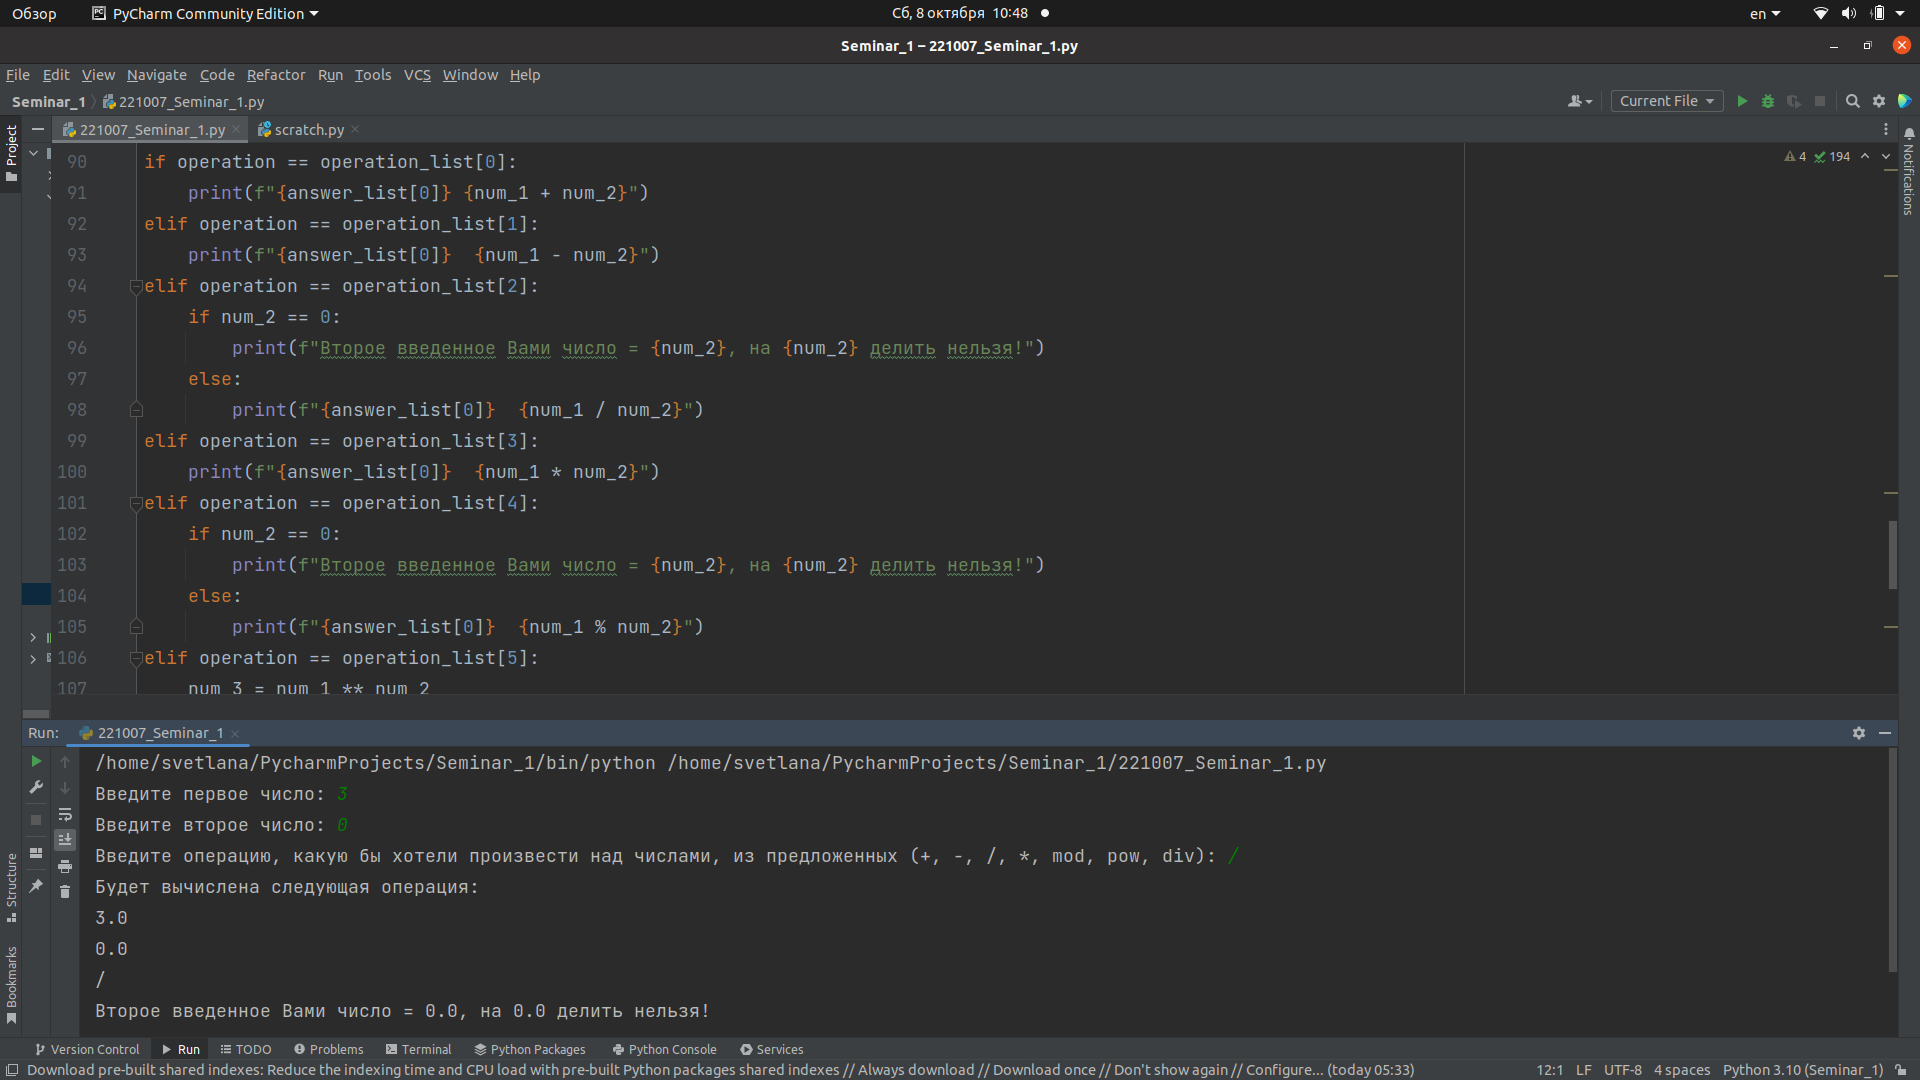 Обзор PyCharm Community Edition Сб, 8 октября 10:48 en
Seminar_1 – 221007_Seminar_1.py
File Edit View Navigate Code Refactor Run Tools VCS Window Help
Seminar_1 221007_Seminar_1.py Current File
Project
221007_Seminar_1.py scratch.py
4 194
Notifications
90 if operation == operation_list[0]:
91 print(f"{answer_list[0]} {num_1 + num_2}")
92 elif operation == operation_list[1]:
93 print(f"{answer_list[0]}  {num_1 - num_2}")
94 elif operation == operation_list[2]:
95 if num_2 == 0:
96 print(f"Второе введенное Вами число = {num_2}, на {num_2} делить нельзя!")
97 else:
98 print(f"{answer_list[0]}  {num_1 / num_2}")
99 elif operation == operation_list[3]:
100 print(f"{answer_list[0]}  {num_1 * num_2}")
101 elif operation == operation_list[4]:
102 if num_2 == 0:
103 print(f"Второе введенное Вами число = {num_2}, на {num_2} делить нельзя!")
104 else:
105 print(f"{answer_list[0]}  {num_1 % num_2}")
106 elif operation == operation_list[5]:
107 num_3 = num_1 ** num_2
Run: 221007_Seminar_1
/home/svetlana/PycharmProjects/Seminar_1/bin/python /home/svetlana/PycharmProjects/Seminar_1/221007_Seminar_1.py
Введите первое число: 3
Введите второе число: 0
Введите операцию, какую бы хотели произвести над числами, из предложенных (+, -, /, *, mod, pow, div): /
Будет вычислена следующая операция:
3.0
0.0
/
Второе введенное Вами число = 0.0, на 0.0 делить нельзя!
Structure
Bookmarks
Version Control Run TODO Problems Terminal Python Packages Python Console Services
Download pre-built shared indexes: Reduce the indexing time and CPU load with pre-built Python packages shared indexes // Always download // Download once // Don't show again // Configure... (today 05:33) 12:1 LF UTF-8 4 spaces Python 3.10 (Seminar_1)